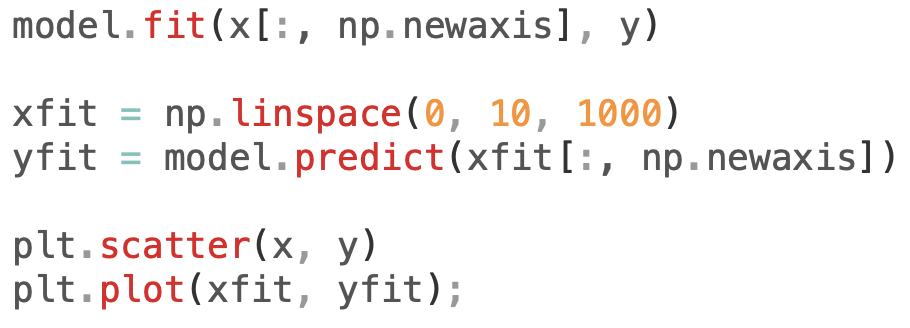 model.fit(x[:, np.newaxis], y)
xfit = np.linspace(0, 10, 1000)
yfit = model.predict(xfit[:, np.newaxis])
plt.scatter(x, y)
plt.plot(xfit, yfit);